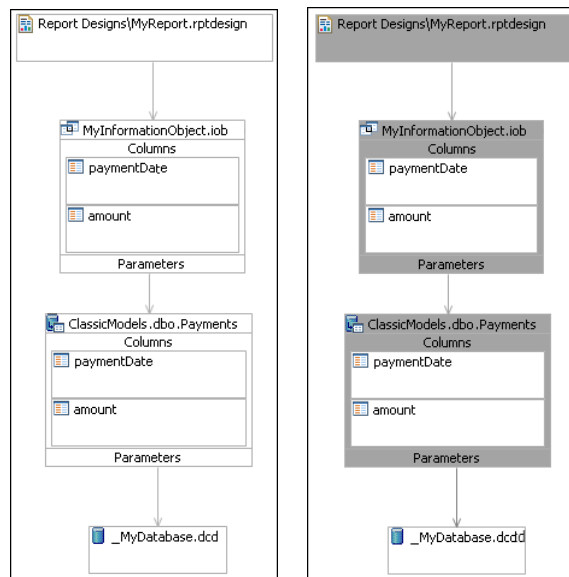 Report Designs\MyReport.rptdesign
MyInformationObject.iob
Columns
paymentDate
amount
Parameters
ClassicModels.dbo.Payments
Columns
paymentDate
amount
Parameters
_MyDatabase.dcd
Report Designs\MyReport.rptdesign
MyInformationObject.iob
Columns
paymentDate
amount
Parameters
ClassicModels.dbo.Payments
Columns
paymentDate
amount
Parameters
_MyDatabase.dcdd